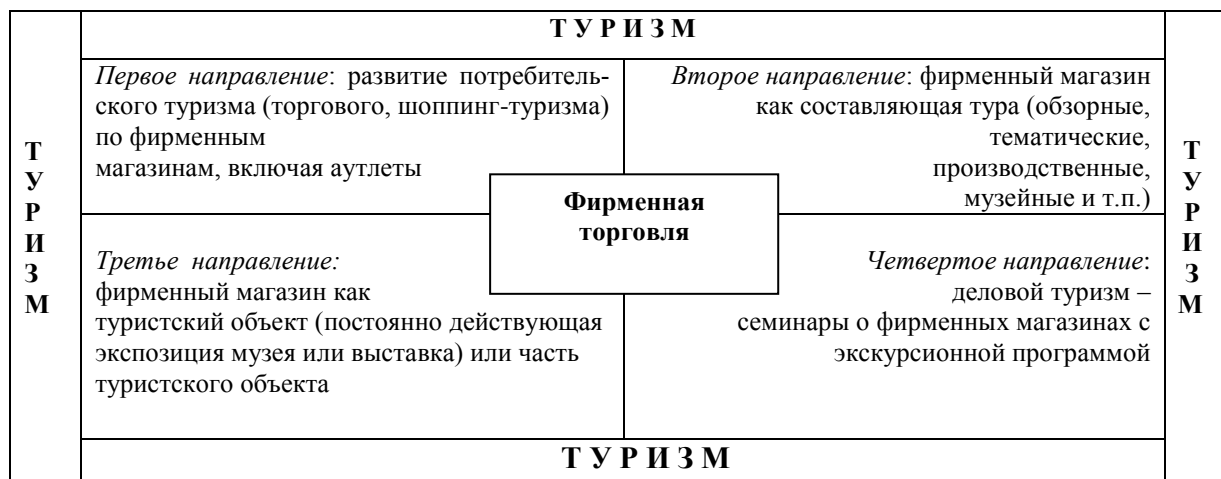 Т У Р И З М
Т
У
Р
И
З
М
Первое направление: развитие потребитель-
ского туризма (торгового, шоппинг-туризма)
по фирменным
магазинам, включая аутлеты
Второе направление: фирменный магазин
как составляющая тура (обзорные,
тематические,
производственные,
музейные и т.п.)
Фирменная
торговля
Третье направление:
фирменный магазин как
туристский объект (постоянно действующая
экспозиция музея или выставка) или часть
туристского объекта
Четвертое направление:
деловой туризм –
семинары о фирменных магазинах с
экскурсионной программой
Т
У
Р
И
З
М
Т У Р И З М